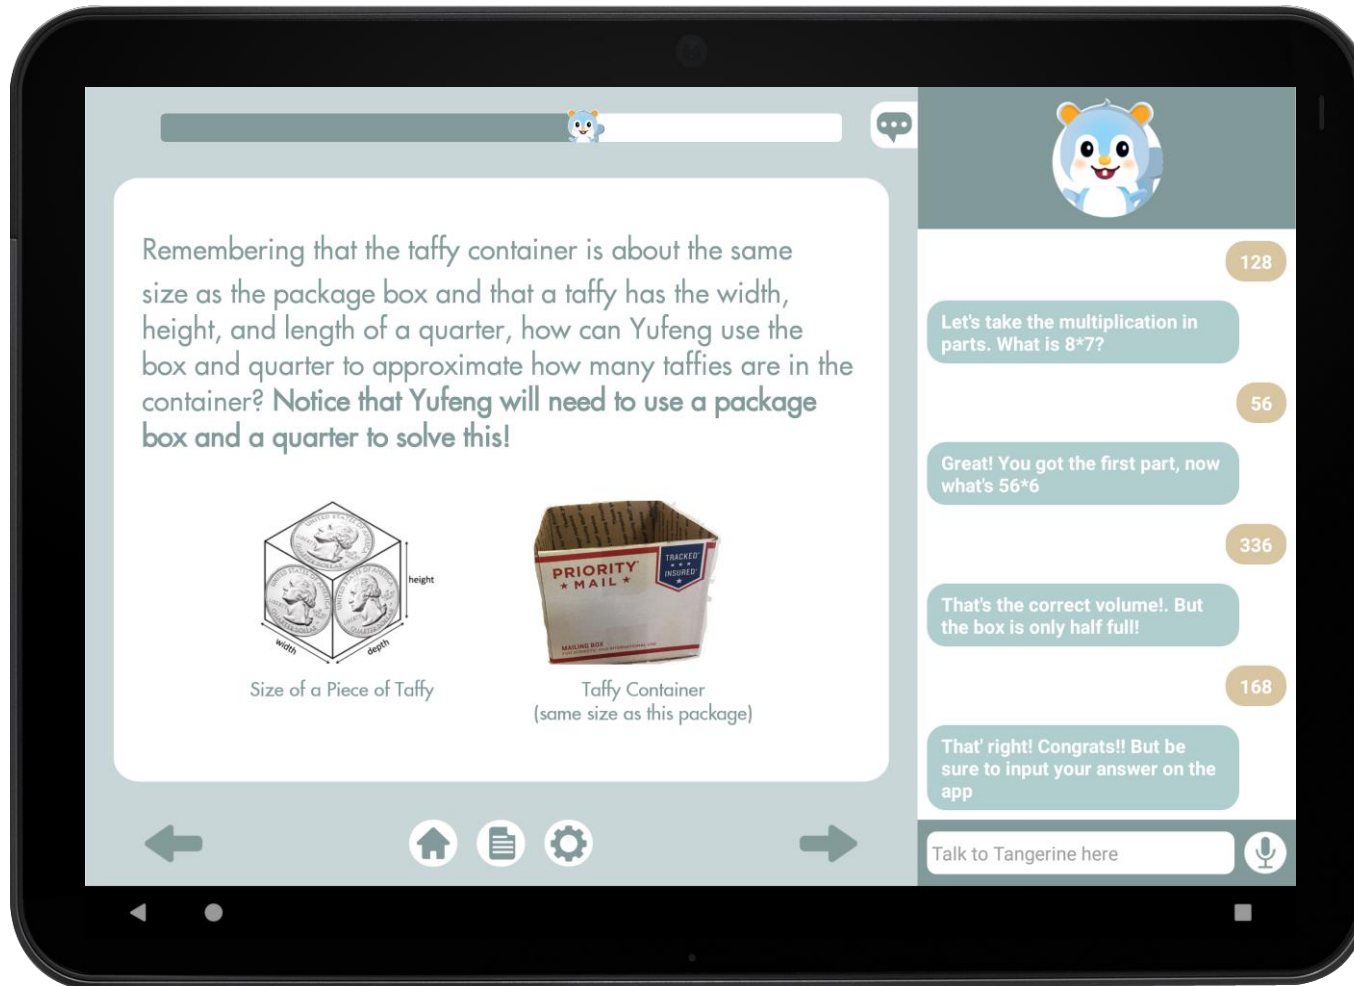 Remembering that the taffy container is about the same
size as the package box and that a taffy has the width,
height, and length of a quarter, how can Yufeng use the
box and quarter to approximate how many taffies are in the
container? Notice that Yufeng will need to use a package
box and a quarter to solve this!
height
width
depth
Size of a Piece of Taffy
PRIORITY
★ MAIL ★
TRACKED
★ ★ ★
INSURED
MAILING BOX
Taffy Container
(same size as this package)
128
Let's take the multiplication in
parts. What is 8*7?
56
Great! You got the first part, now
what's 56*6
336
That's the correct volume!. But
the box is only half full!
168
That' right! Congrats!! But be
sure to input your answer on the
app
Talk to Tangerine here